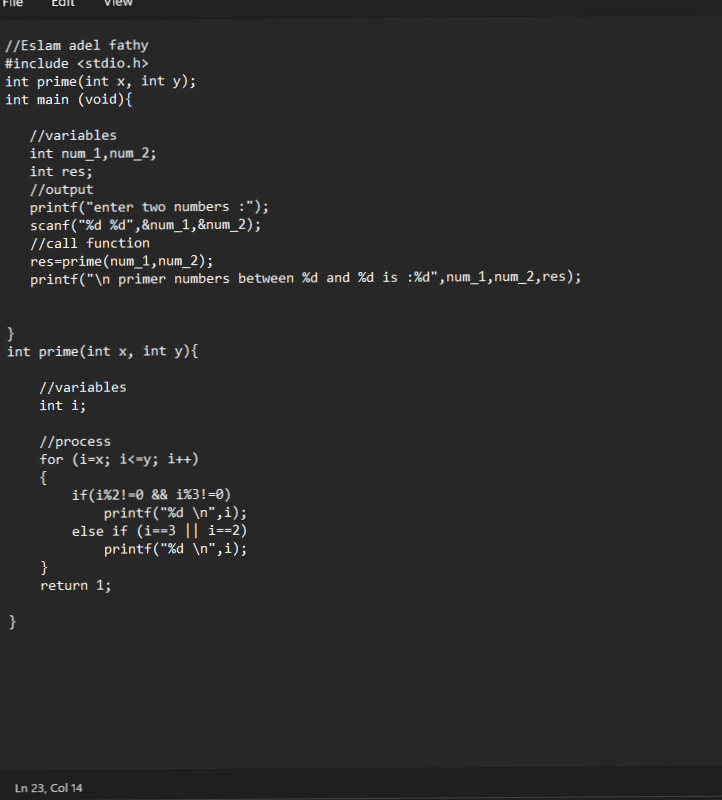 File Edit View
//Eslam adel fathy
#include <stdio.h>
int prime(int x, int y);
int main (void){
//variables
int num_1,num_2;
int res;
//output
printf("enter two numbers :");
scanf("%d %d",&num_1,&num_2);
//call function
res=prime(num_1,num_2);
printf("\n primer numbers between %d and %d is :%d",num_1,num_2,res);
}
int prime(int x, int y){
//variables
int i;
//process
for (i=x; i<=y; i++)
{
if(i%2!=0 && i%3!=0)
printf("%d \n",i);
else if (i==3 || i==2)
printf("%d \n",i);
}
return 1;
}
Ln 23, Col 14